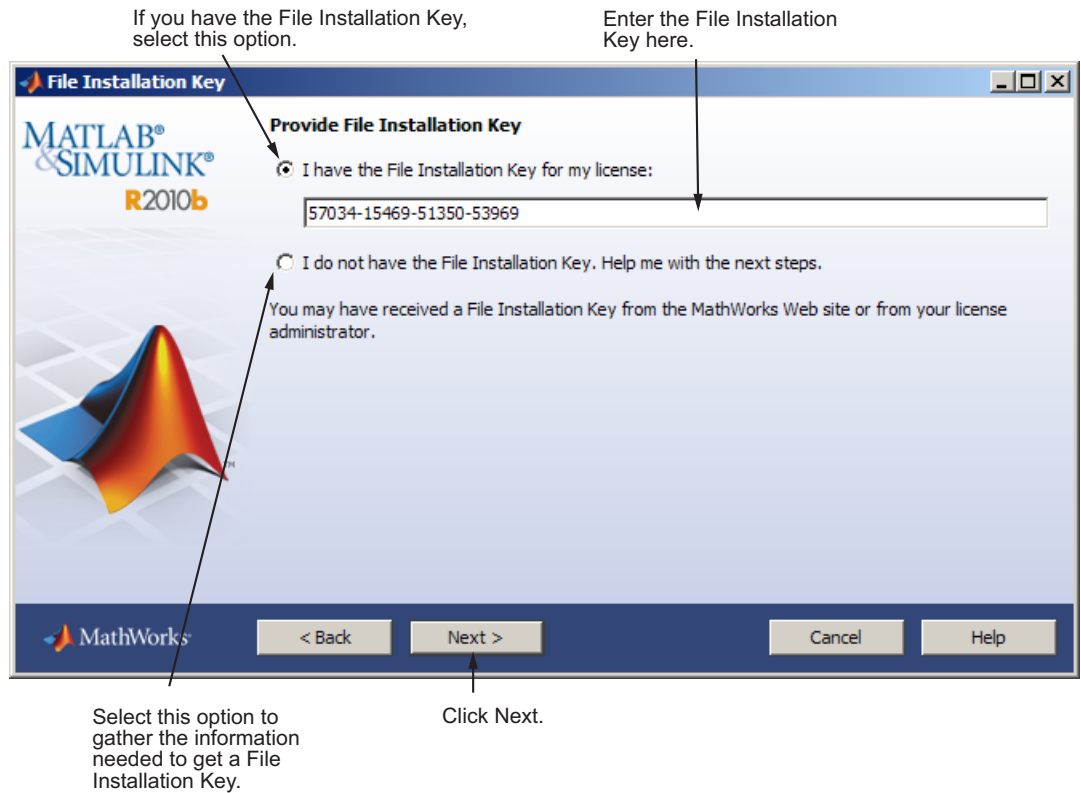 If you have the File Installation Key,
select this option.
Enter the File Installation
Key here.
File Installation Key
MATLAB®
&SIMULINK®
R2010b
Provide File Installation Key
I have the File Installation Key for my license:
57034-15469-51350-53969
I do not have the File Installation Key. Help me with the next steps.
You may have received a File Installation Key from the MathWorks Web site or from your license
administrator.
TM
MathWorks
< Back
Next >
Cancel
Help
Select this option to
gather the information
needed to get a File
Installation Key.
Click Next.